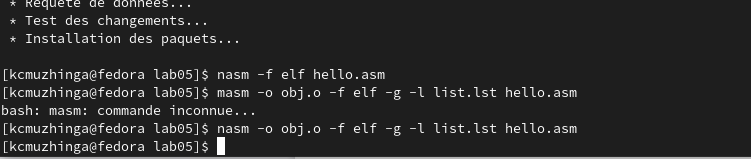 * Requête de données...
* Test des changements...
* Installation des paquets...
[kcmuzhinga@fedora lab05]$ nasm -f elf hello.asm
[kcmuzhinga@fedora lab05]$ masm -o obj.o -f elf -g -l list.lst hello.asm
bash: masm: commande inconnue...
[kcmuzhinga@fedora lab05]$ nasm -o obj.o -f elf -g -l list.lst hello.asm
[kcmuzhinga@fedora lab05]$